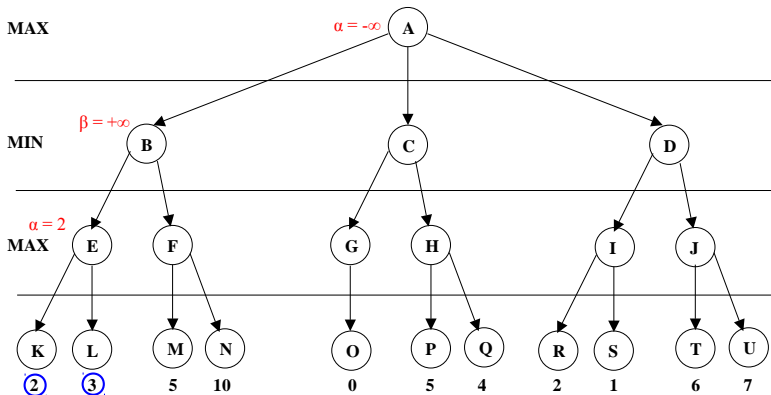 MAX α = -∞ A
β = +∞
MIN B C D
α = 2
MAX E F G H I J
K L M N O P Q R S T U
2 3 5 10 0 5 4 2 1 6 7